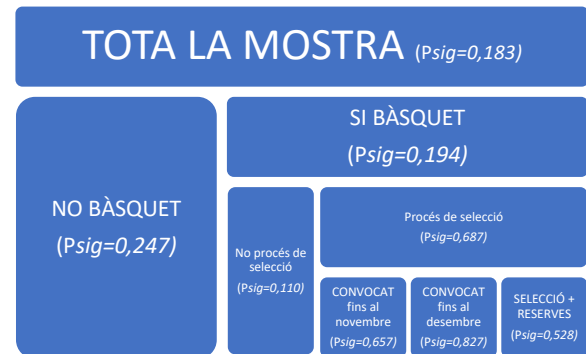 TOTA LA MOSTRA (Psig=0,183)
SI BÀSQUET
(Psig=0,194)
NO BÀSQUET
(Psig=0,247)
No procés de
selecció
(Psig=0,110)
Procés de selecció
(Psig=0,687)
CONVOCAT
fins al
novembre
(Psig=0,657)
CONVOCAT
fins al
desembre
(Psig=0,827)
SELECCIÓ +
RESERVES
(Psig=0,528)